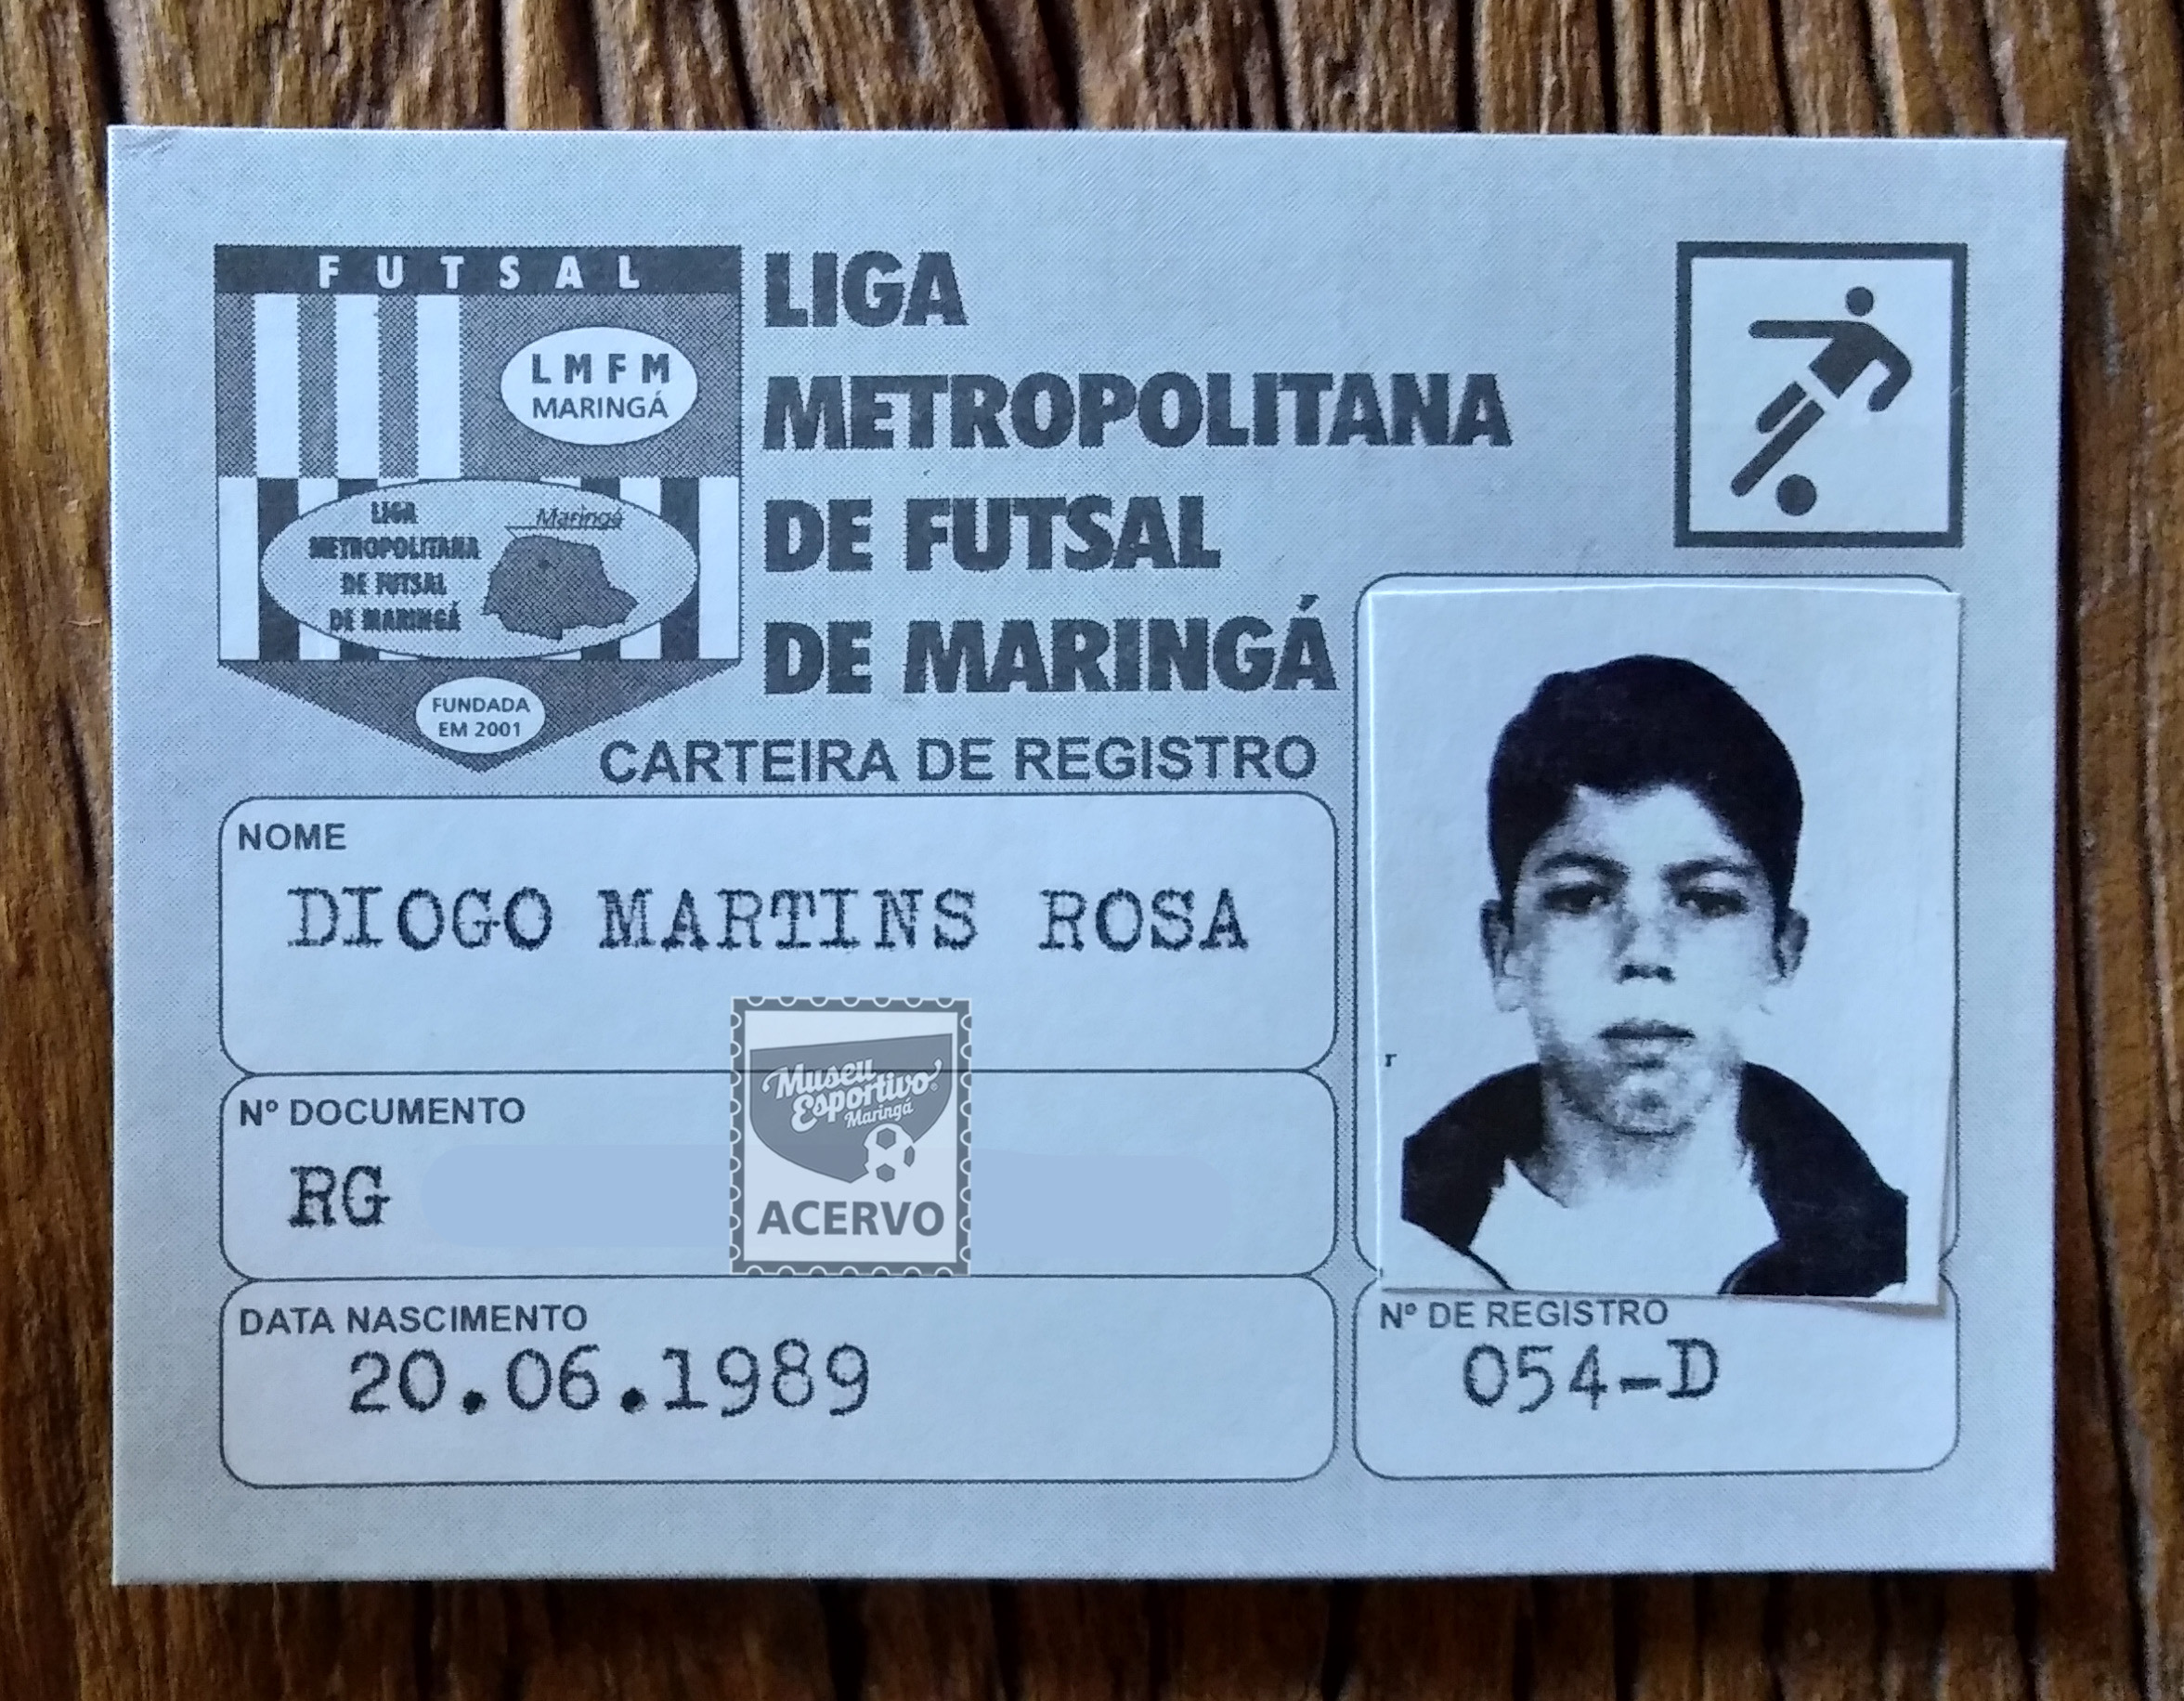 FUTSAL
LMFM
MARINGÁ
LIGA
METROPOLITANA
DE FUTSAL
DE MARINGÁ
Maringá
FUNDADA
EM 2001
LIGA
METROPOLITANA
DE FUTSAL
DE MARINGÁ
CARTEIRA DE REGISTRO
NOME
DIOGO MARTINS ROSA
Nº DOCUMENTO
RG
Museu
Esportivo
Maringá
ACERVO
DATA NASCIMENTO
20.06.1989
r
Nº DE REGISTRO
054-D